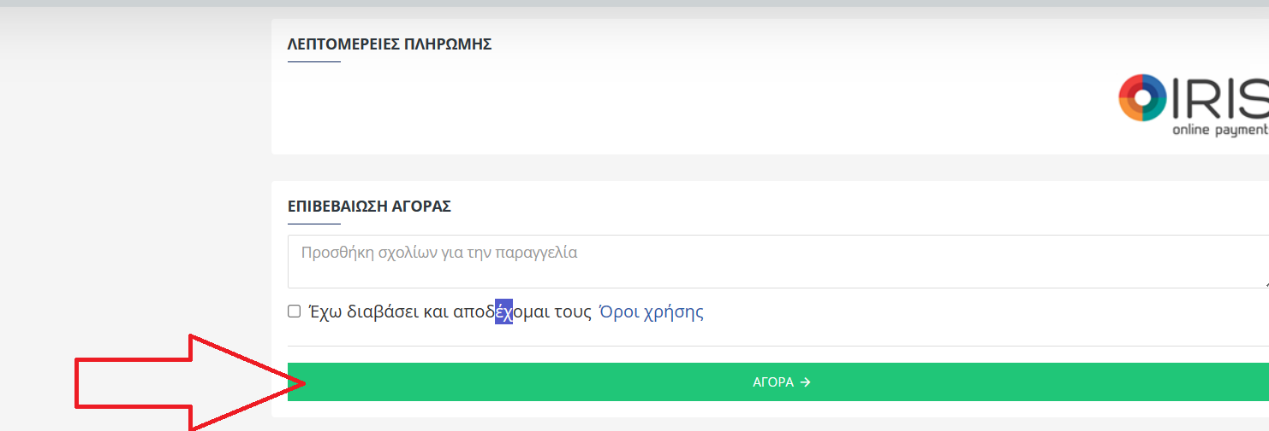 ΛΕΠΤΟΜΕΡΕΙΕΣ ΠΛΗΡΩΜΗΣ
IRIS
online payment
ΕΠΙΒΕΒΑΙΩΣΗ ΑΓΟΡΑΣ
Προσθήκη σχολίων για την παραγγελία
Έχω διαβάσει και αποδέχομαι τους Όροι χρήσης
ΑΓΟΡΑ →